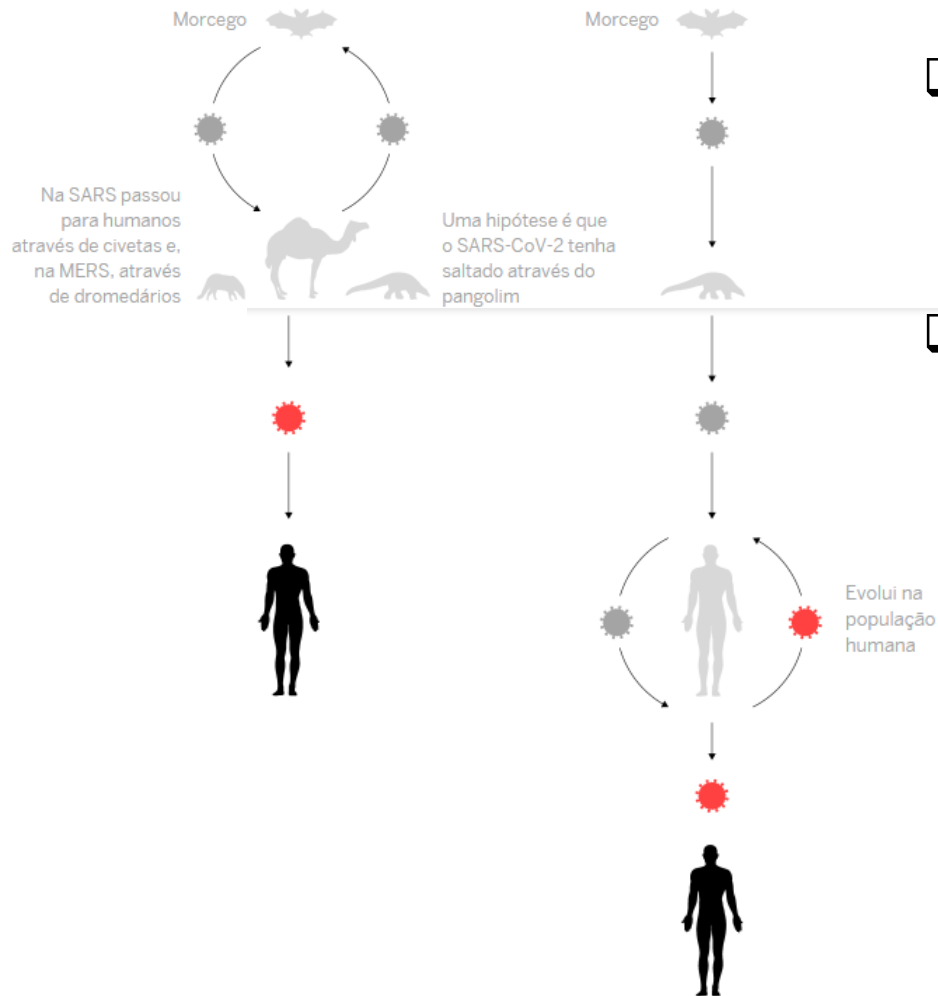 Morcego
Morcego
Na SARS passou
para humanos
através de civetas e,
na MERS, através
de dromedários
Uma hipótese é que
o SARS-CoV-2 tenha
saltado através do
pangolim
Evolui na
população
humana